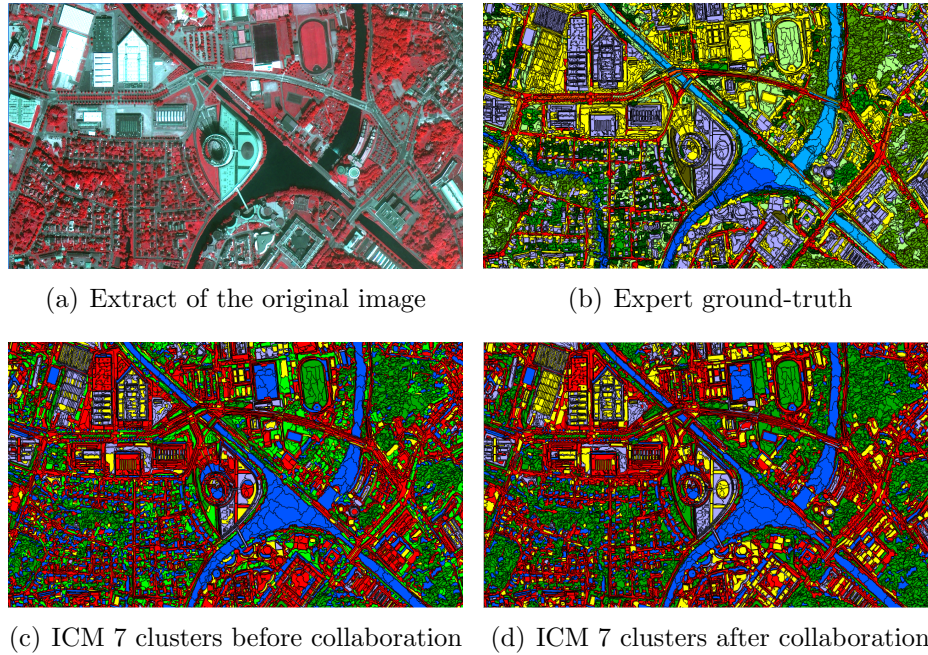 (a) Extract of the original image
(b) Expert ground-truth
(c) ICM 7 clusters before collaboration
(d) ICM 7 clusters after collaboration